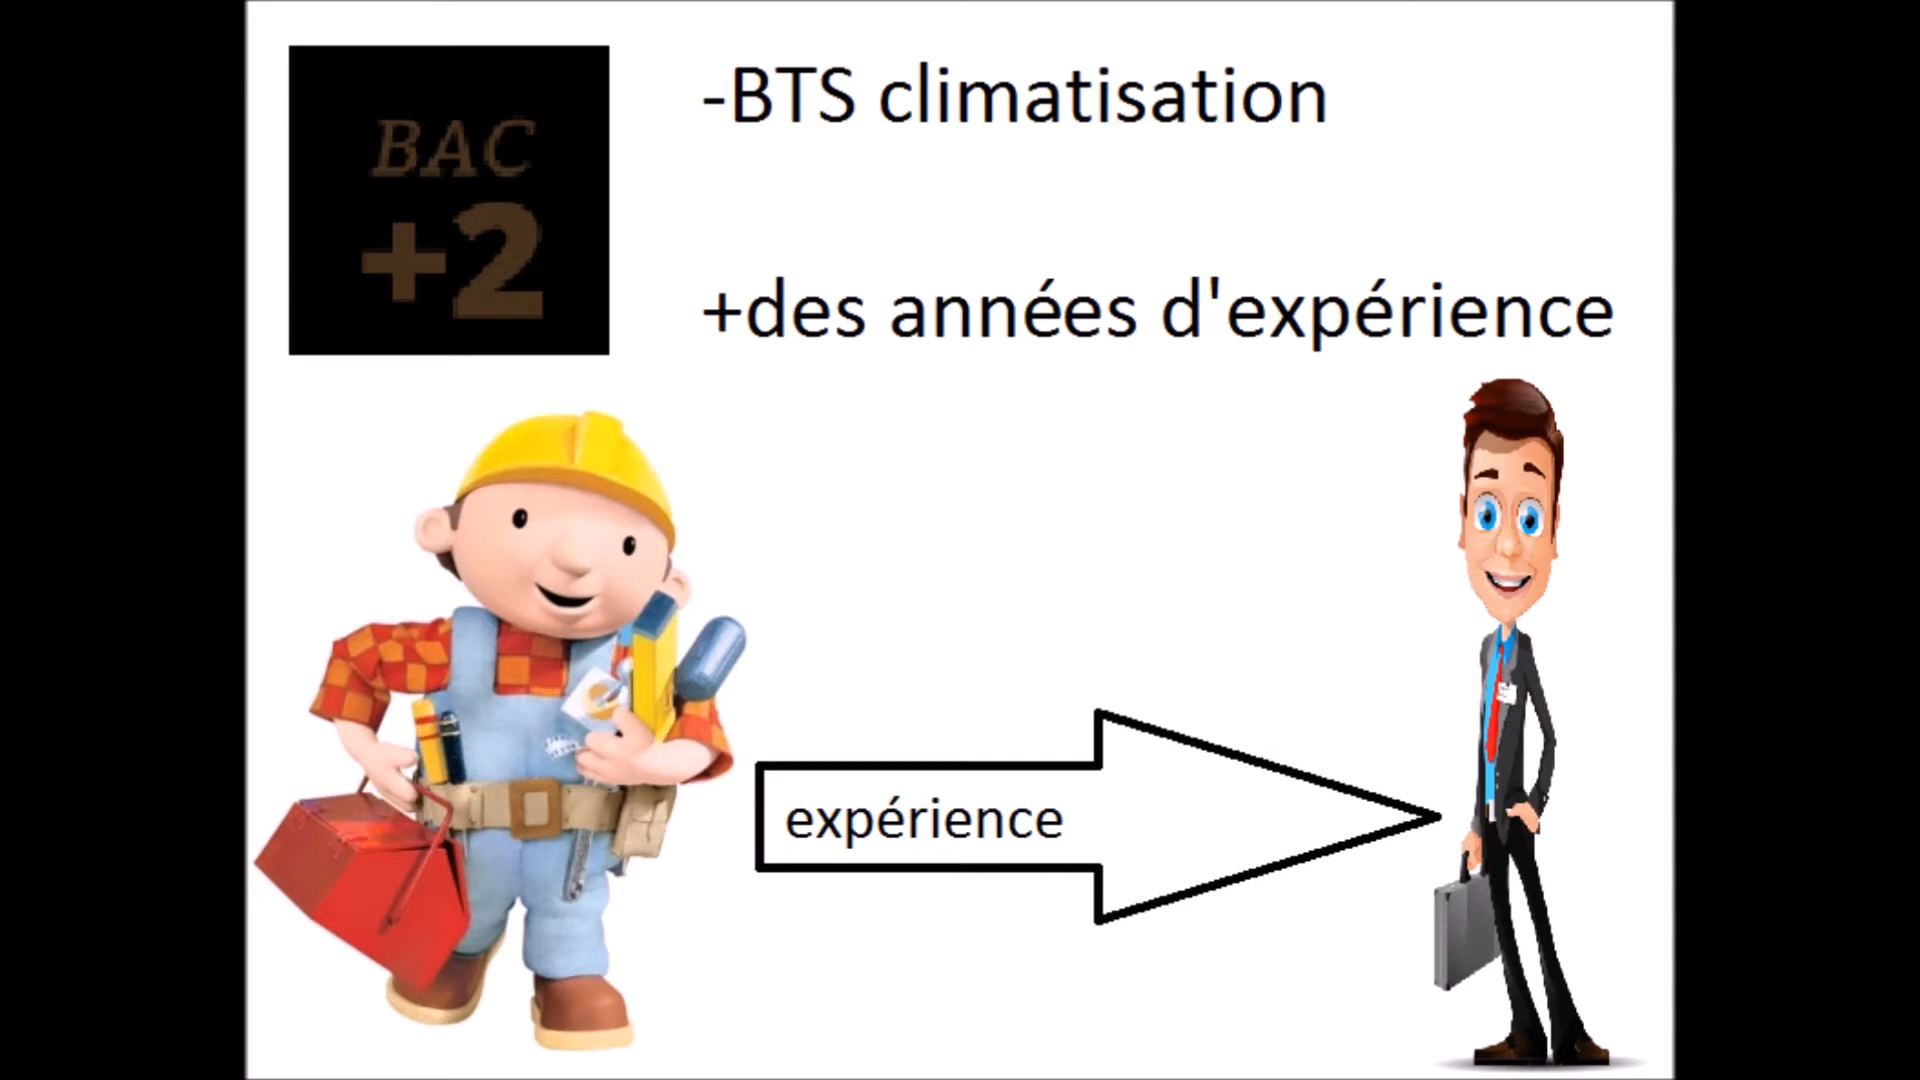 BAC
+2
-BTS climatisation
+des années d'expérience
expérience